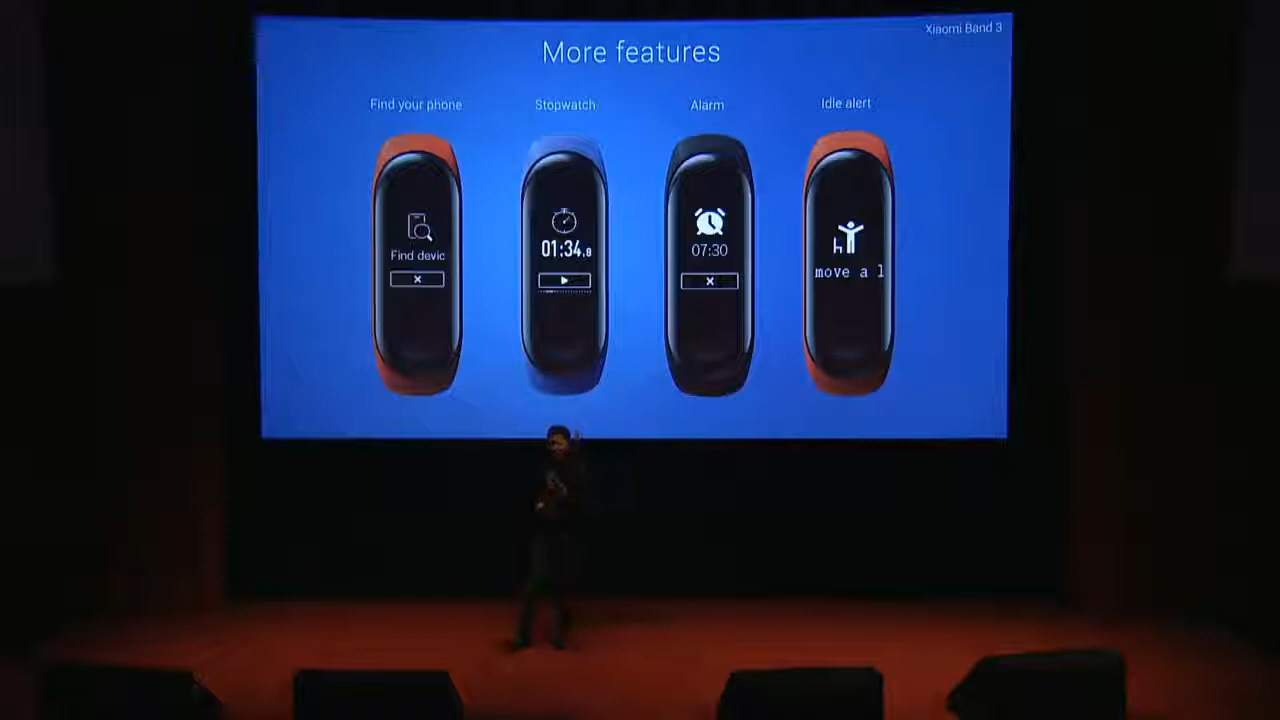 Xiaomi Band 3
More features
Find your phone
Stopwatch
Alarm
Idle alert
Find devic
01:34.8
07:30
move a l